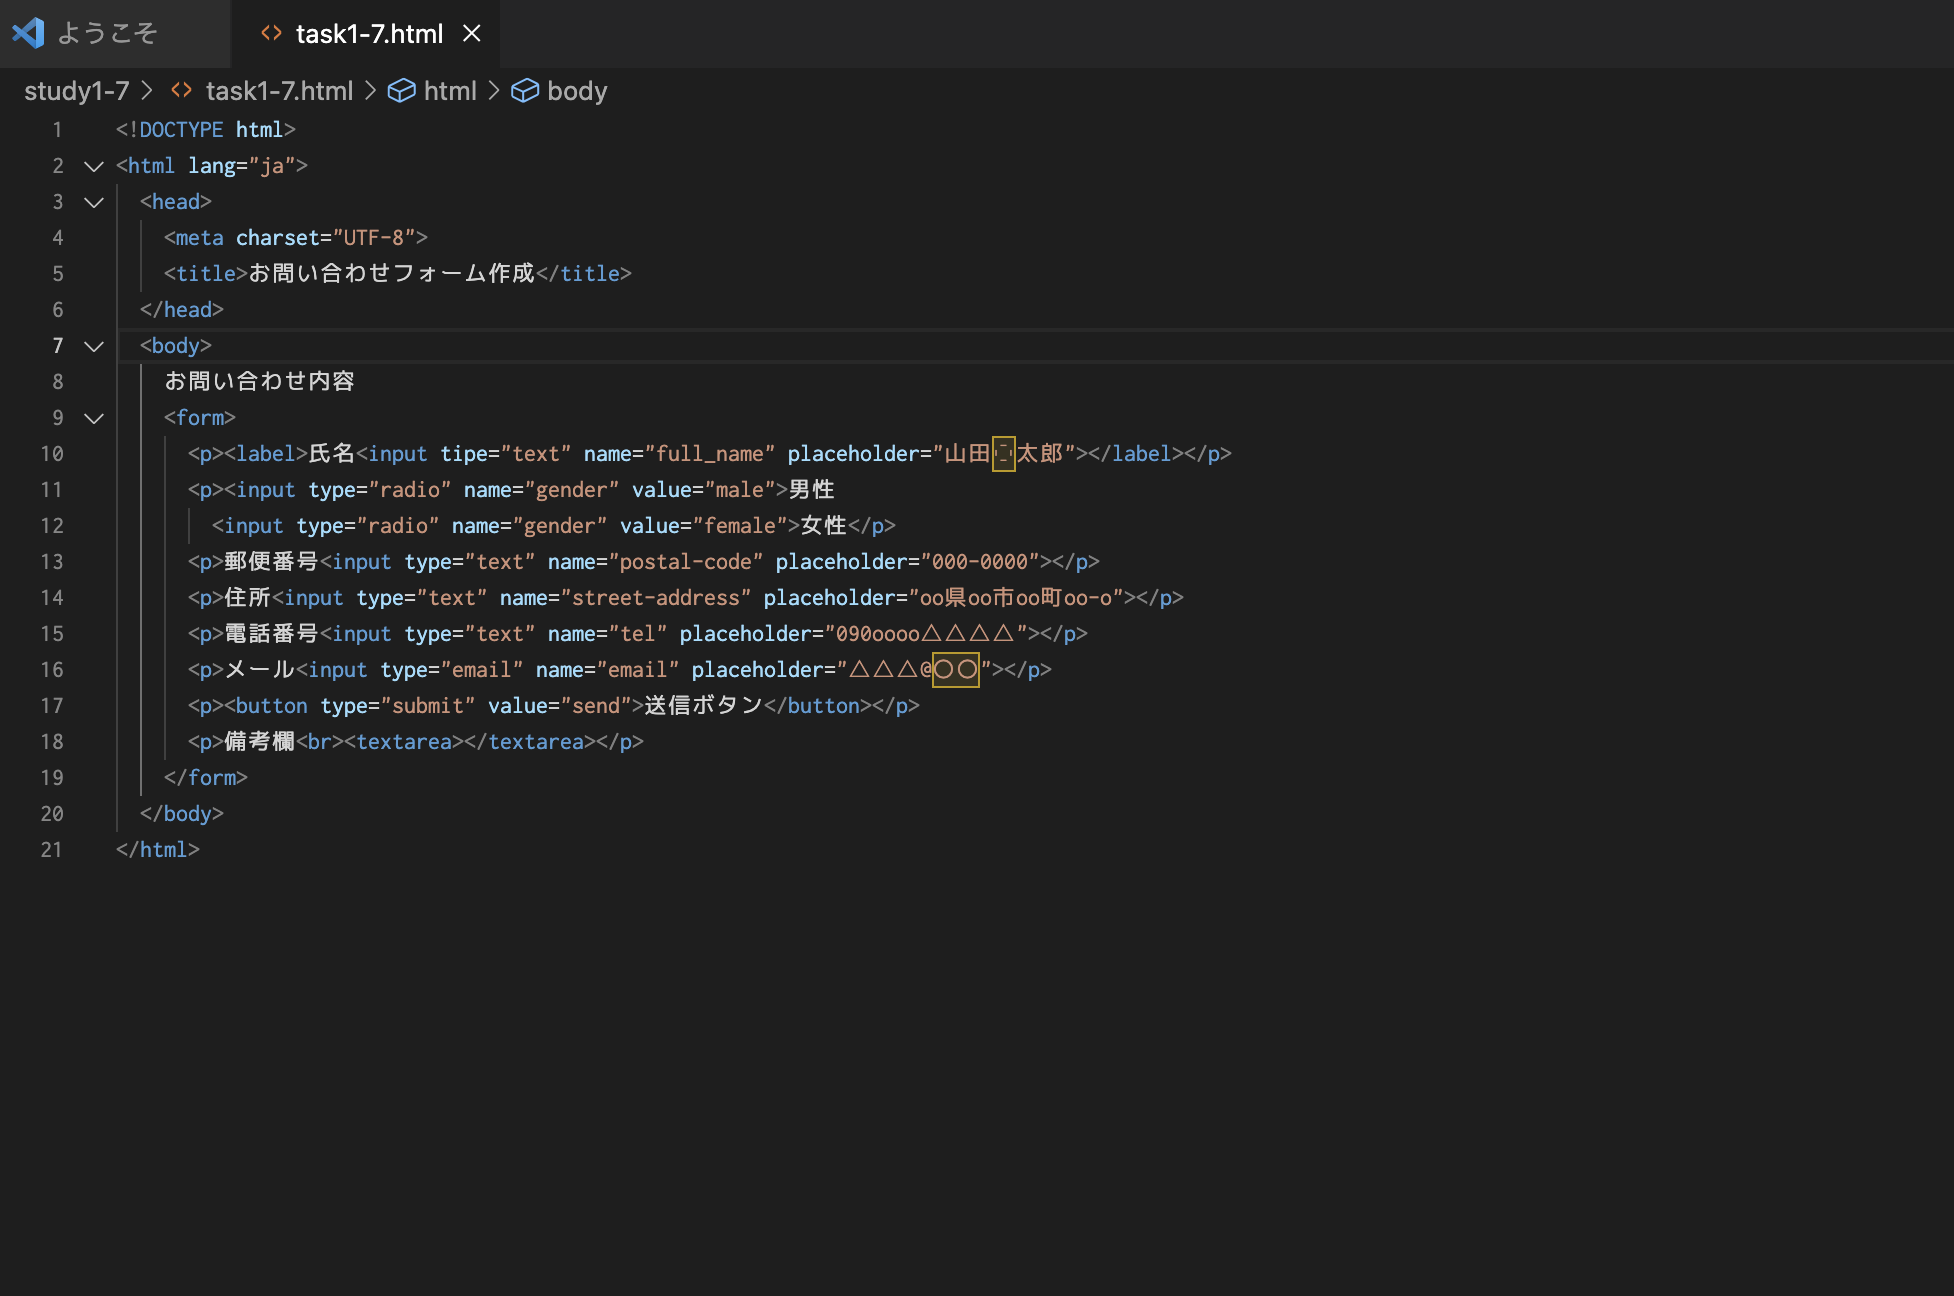 ようこそ
task1-7.html
study1-7 > task1-7.html > html > body
1 <!DOCTYPE html>
2 <html lang="ja">
3 <head>
4 <meta charset="UTF-8">
5 <title>お問い合わせフォーム作成</title>
6 </head>
7 <body>
8 お問い合わせ内容
9 <form>
10 <p><label>氏名<input tipe="text" name="full_name" placeholder="山田　太郎"></label></p>
11 <p><input type="radio" name="gender" value="male">男性
12 <input type="radio" name="gender" value="female">女性</p>
13 <p>郵便番号<input type="text" name="postal-code" placeholder="000-0000"></p>
14 <p>住所<input type="text" name="street-address" placeholder="oo県oo市oo町oo-o"></p>
15 <p>電話番号<input type="text" name="tel" placeholder="090oooo△△△△"></p>
16 <p>メール<input type="email" name="email" placeholder="△△△@〇〇"></p>
17 <p><button type="submit" value="send">送信ボタン</button></p>
18 <p>備考欄<br><textarea></textarea></p>
19 </form>
20 </body>
21 </html>